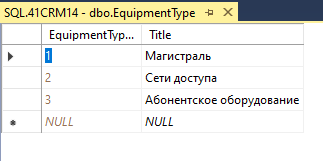 SQL.41CRM14 - dbo.EquipmentType
EquipmentTyp... Title
1 Магистраль
2 Сети доступа
3 Абонентское оборудование
NULL NULL